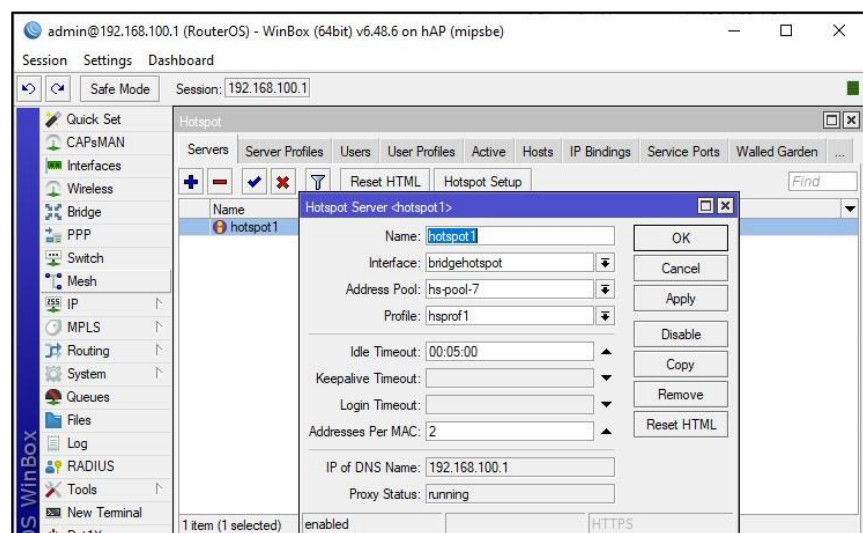 admin@192.168.100.1 (RouterOS) - WinBox (64bit) v6.48.6 on hAP (mipsbe)
Session Settings Dashboard
Safe Mode Session: 192.168.100.1
Quick Set
CAPsMAN
Interfaces
Wireless
Bridge
PPP
Switch
Mesh
IP
MPLS
Routing
System
Queues
Files
Log
RADIUS
Tools
New Terminal
OS WinBox
Hotspot
Servers Server Profiles Users User Profiles Active Hosts IP Bindings Service Ports Walled Garden ...
Reset HTML Hotspot Setup Find
Name
hotspot1
Hotspot Server <hotspot1>
Name: hotspot1
Interface: bridgehotspot
Address Pool: hs-pool-7
Profile: hsprof1
Idle Timeout: 00:05:00
Keepalive Timeout:
Login Timeout:
Addresses Per MAC: 2
IP of DNS Name: 192.168.100.1
Proxy Status: running
OK
Cancel
Apply
Disable
Copy
Remove
Reset HTML
1 item (1 selected)
enabled HTTPS